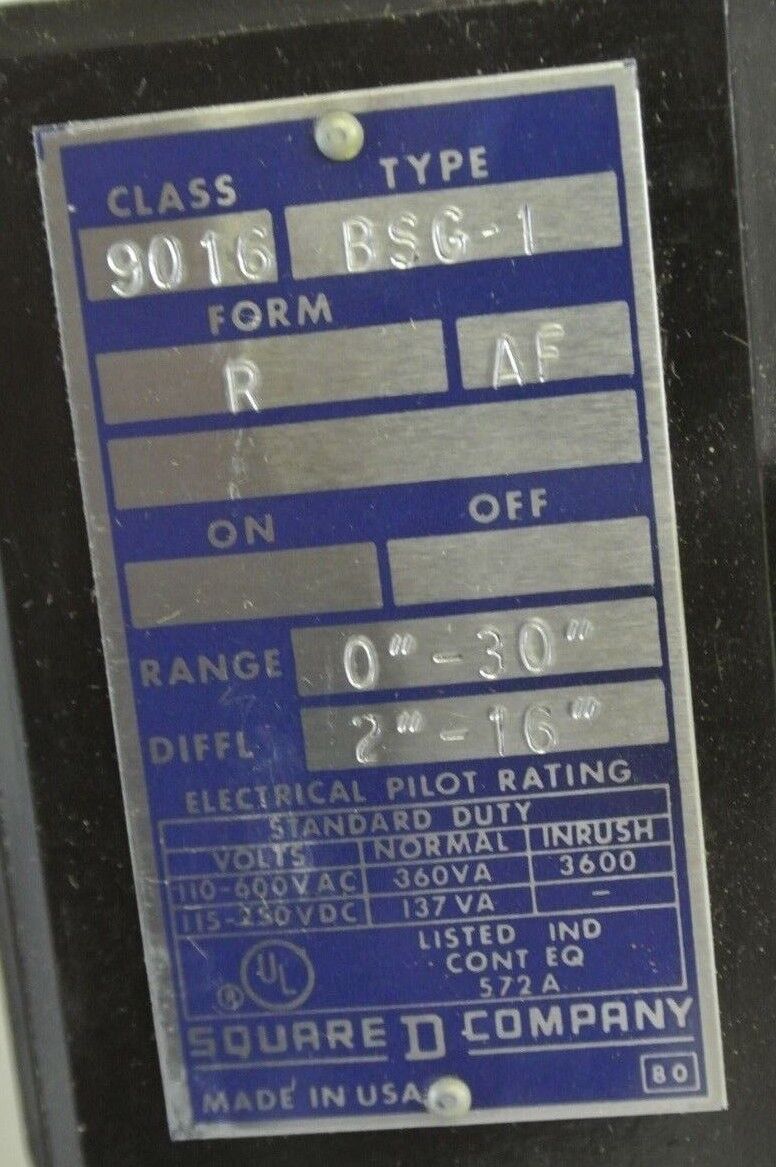 CLASS TYPE
9016 BSG-1
FORM
R AF
ON OFF
RANGE 0"-30"
DIFFL 2"-16"
ELECTRICAL PILOT RATING
STANDARD DUTY
VOLTS NORMAL INRUSH
110-600VAC 360VA 3600
115-250VDC 137VA -
UL ® LISTED IND
CONT EQ
572A
SQUARE D COMPANY
MADE IN USA 80